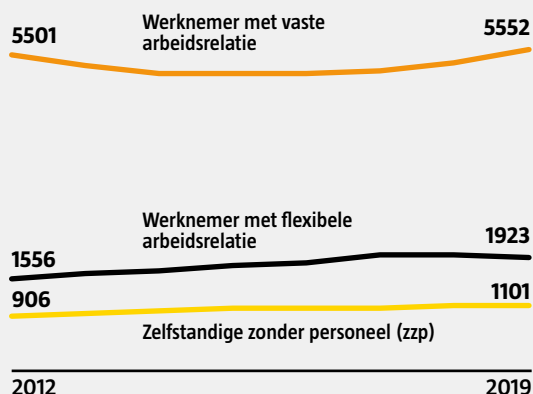 Werknemer met vaste
arbeidsrelatie
5501
5552
Werknemer met flexibele
arbeidsrelatie
1556
1923
906
1101
Zelfstandige zonder personeel (zzp)
2012
2019